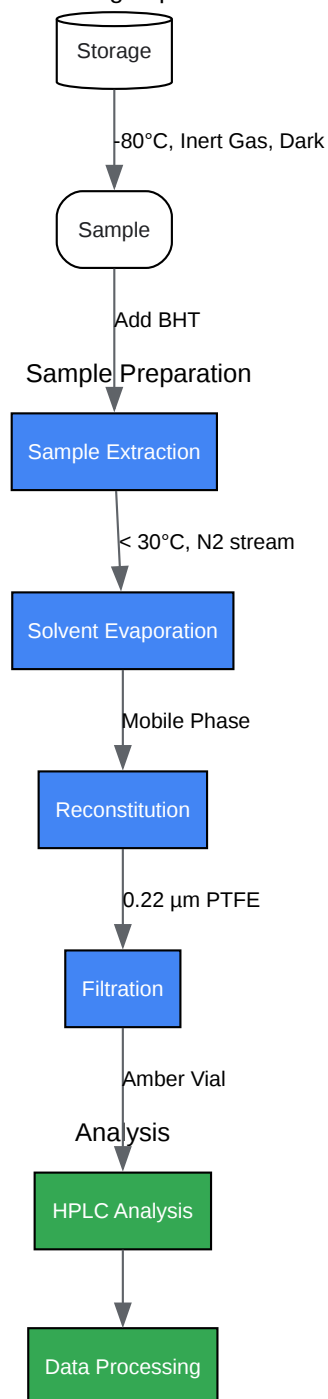 Storage
-80°C, Inert Gas, Dark
Sample
Add BHT
Sample Preparation
Sample Extraction
< 30°C, N2 stream
Solvent Evaporation
Mobile Phase
Reconstitution
0.22 µm PTFE
Filtration
Amber Vial
Analysis
HPLC Analysis
Data Processing